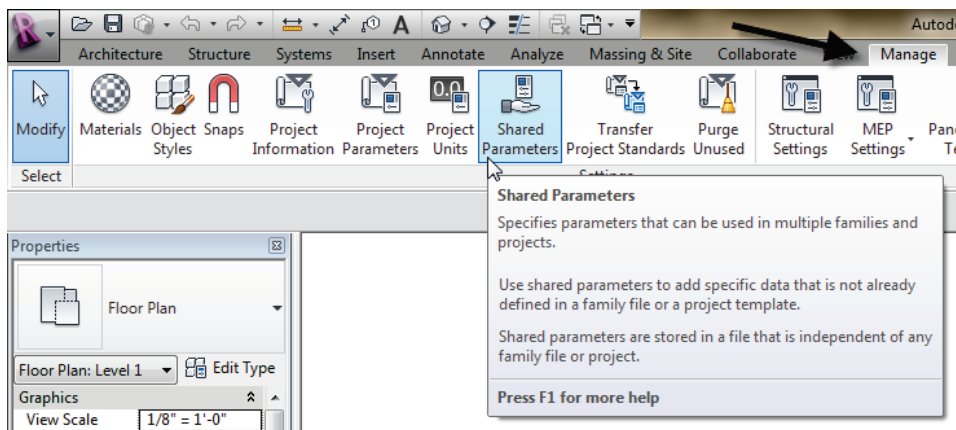 Autod
Architecture Structure Systems Insert Annotate Analyze Massing & Site Collaborate Manage
Modify Materials Object Styles Snaps Project Information Project Parameters Project Units Shared Parameters Transfer Project Standards Purge Unused Structural Settings MEP Settings Pan
Select
Shared Parameters
Specifies parameters that can be used in multiple families and
projects.
Use shared parameters to add specific data that is not already
defined in a family file or a project template.
Shared parameters are stored in a file that is independent of any
family file or project.
Press F1 for more help
Properties
Floor Plan
Floor Plan: Level 1 Edit Type
Graphics
View Scale 1/8" = 1'-0"